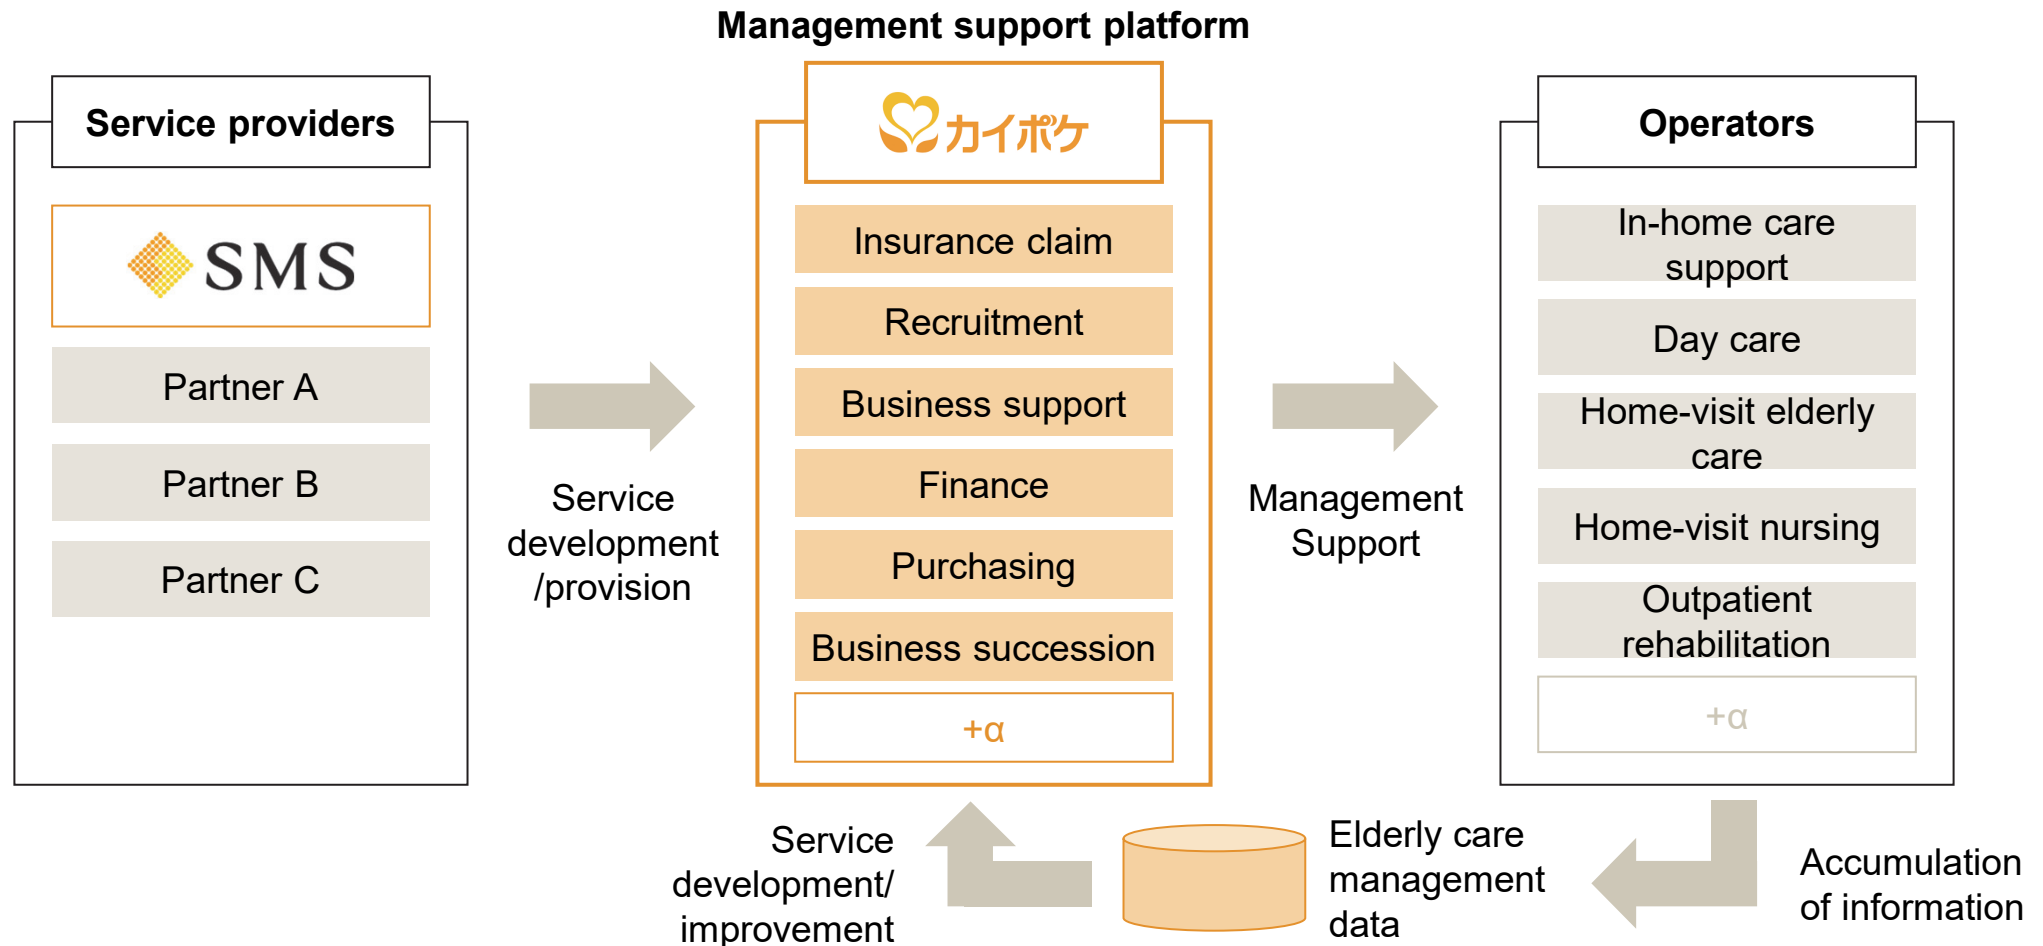 Management support platform
Service providers
SMS
Partner A
Partner B
Partner C
Service
development
/provision
カイポケ
Insurance claim
Recruitment
Business support
Finance
Purchasing
Business succession
+α
Management
Support
Operators
In-home care
support
Day care
Home-visit elderly
care
Home-visit nursing
Outpatient
rehabilitation
+α
Service
development/
improvement
Elderly care
management
data
Accumulation
of information